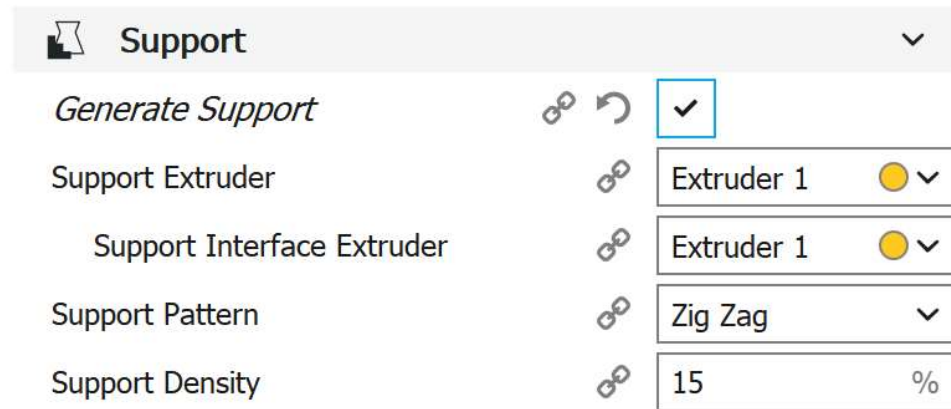 Support
Generate Support
Support Extruder Extruder 1
Support Interface Extruder Extruder 1
Support Pattern Zig Zag
Support Density 15 %